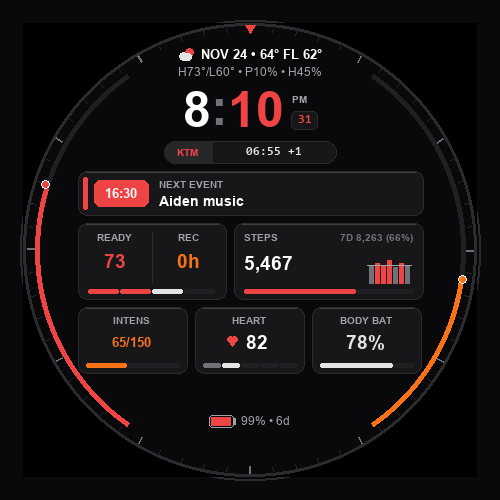 NOV 24 • 64° FL 62°
H73°/L60° • P10% • H45%
8:10 PM 31
KTM 06:55 +1
16:30 NEXT EVENT
Aiden music
READY REC STEPS 7D 8,263 (66%)
73 0h 5,467
INTENS HEART BODY BAT
65/150 82 78%
99% • 6d